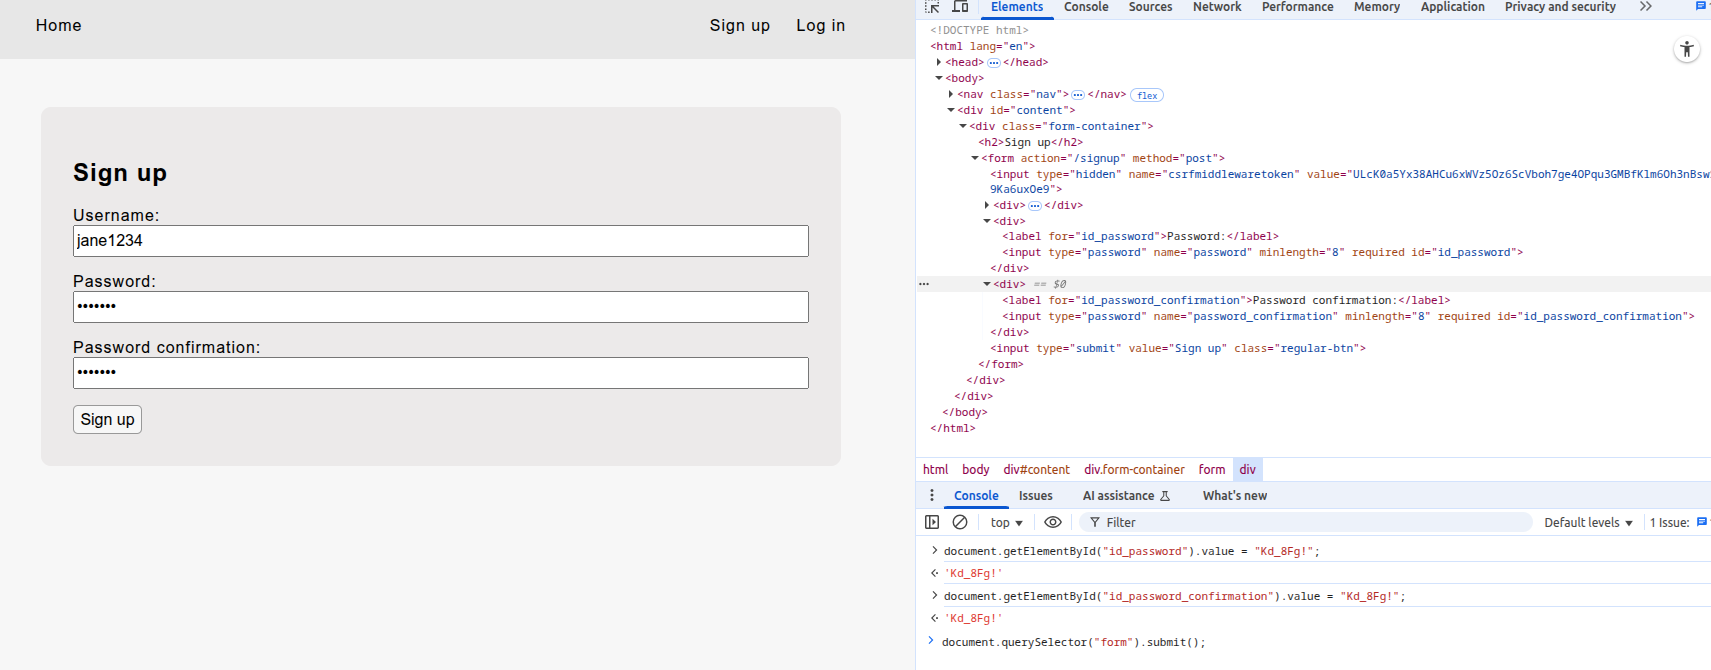 Home
Sign up
Log in
Sign up
Username:
jane1234
Password:
•••••••
Password confirmation:
•••••••
Sign up
Elements Console Sources Network Performance Memory Application Privacy and security
<!DOCTYPE html>
<html lang="en">
<head> ••• </head>
<body>
<nav class="nav"> ••• </nav> flex
<div id="content">
<div class="form-container">
<h2>Sign up</h2>
<form action="/signup" method="post">
<input type="hidden" name="csrfmiddlewaretoken" value="ULcK0a5Yx38AHCu6xWVz5Oz6ScVboh7ge4OPqu3GMBfK1m6Oh3nBsw
9Ka6uxOe9">
<div> ••• </div>
<div>
<label for="id_password">Password:</label>
<input type="password" name="password" minlength="8" required id="id_password">
</div>
••• <div> == $0
<label for="id_password_confirmation">Password confirmation:</label>
<input type="password" name="password_confirmation" minlength="8" required id="id_password_confirmation">
</div>
<input type="submit" value="Sign up" class="regular-btn">
</form>
</div>
</div>
</body>
</html>
html body div#content div.form-container form div
Console Issues AI assistance What's new
top Filter Default levels 1 Issue:
document.getElementById("id_password").value = "Kd_8Fg!";
'Kd_8Fg!'
document.getElementById("id_password_confirmation").value = "Kd_8Fg!";
'Kd_8Fg!'
document.querySelector("form").submit();